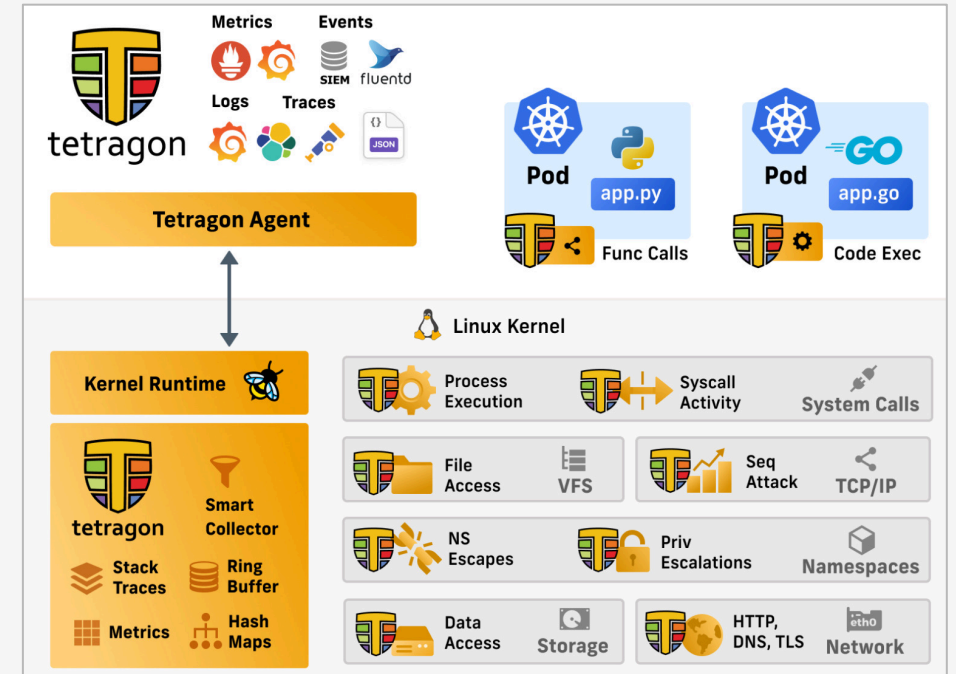 Metrics
Events
SIEM
fluentd
Logs
Traces
{}
JSON
tetragon
Tetragon Agent
Pod
app.py
Func Calls
Pod
GO
app.go
Code Exec
Linux Kernel
Kernel Runtime
tetragon
Smart
Collector
Stack
Traces
Ring
Buffer
Metrics
Hash
Maps
Process
Execution
Syscall
Activity
System Calls
File
Access
VFS
Seq
Attack
TCP/IP
NS
Escapes
Priv
Escalations
Namespaces
Data
Access
Storage
HTTP,
DNS, TLS
eth0
Network